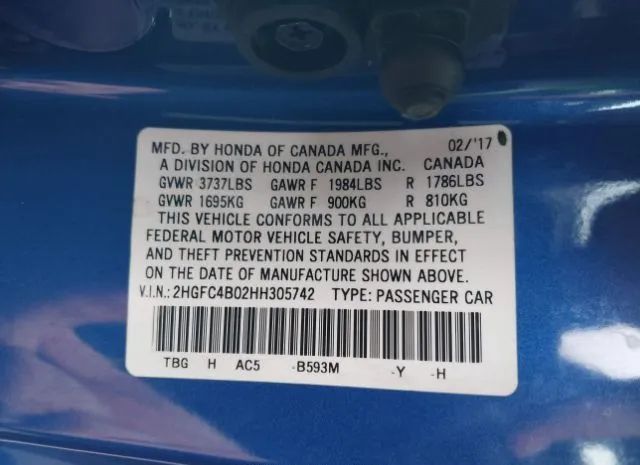 MFD. BY HONDA OF CANADA MFG., 02/'17
A DIVISION OF HONDA CANADA INC. CANADA
GVWR 3737LBS GAWR F 1984LBS R 1786LBS
GVWR 1695KG GAWR F 900KG R 810KG
THIS VEHICLE CONFORMS TO ALL APPLICABLE
FEDERAL MOTOR VEHICLE SAFETY, BUMPER,
AND THEFT PREVENTION STANDARDS IN EFFECT
ON THE DATE OF MANUFACTURE SHOWN ABOVE.
V.I.N.: 2HGFC4B02HH305742 TYPE: PASSENGER CAR
TBG H AC5 -B593M -Y -H